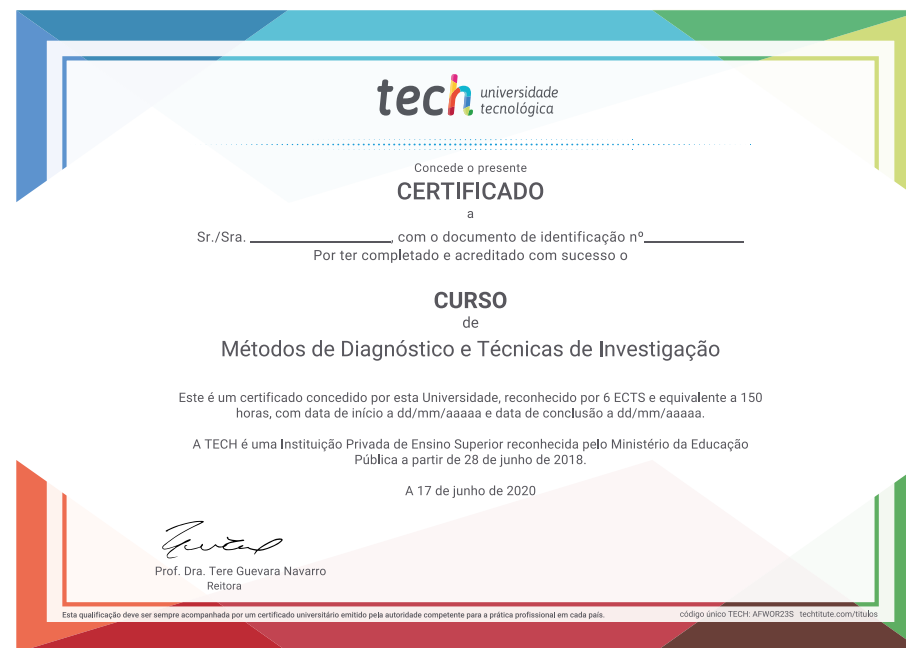 tech universidade
tecnológica
Concede o presente
CERTIFICADO
a
Sr./Sra. , com o documento de identificação nº
Por ter completado e acreditado com sucesso o
CURSO
de
Métodos de Diagnóstico e Técnicas de Investigação
Este é um certificado concedido por esta Universidade, reconhecido por 6 ECTS e equivalente a 150
horas, com data de início a dd/mm/aaaaa e data de conclusão a dd/mm/aaaaa.
A TECH é uma Instituição Privada de Ensino Superior reconhecida pelo Ministério da Educação
Pública a partir de 28 de junho de 2018.
A 17 de junho de 2020
Prof. Dra. Tere Guevara Navarro
Reitora
Esta qualificação deve ser sempre acompanhada por um certificado universitário emitido pela autoridade competente para a prática profissional em cada país.
código único TECH: AFWOR23S techtitute.com/titulos